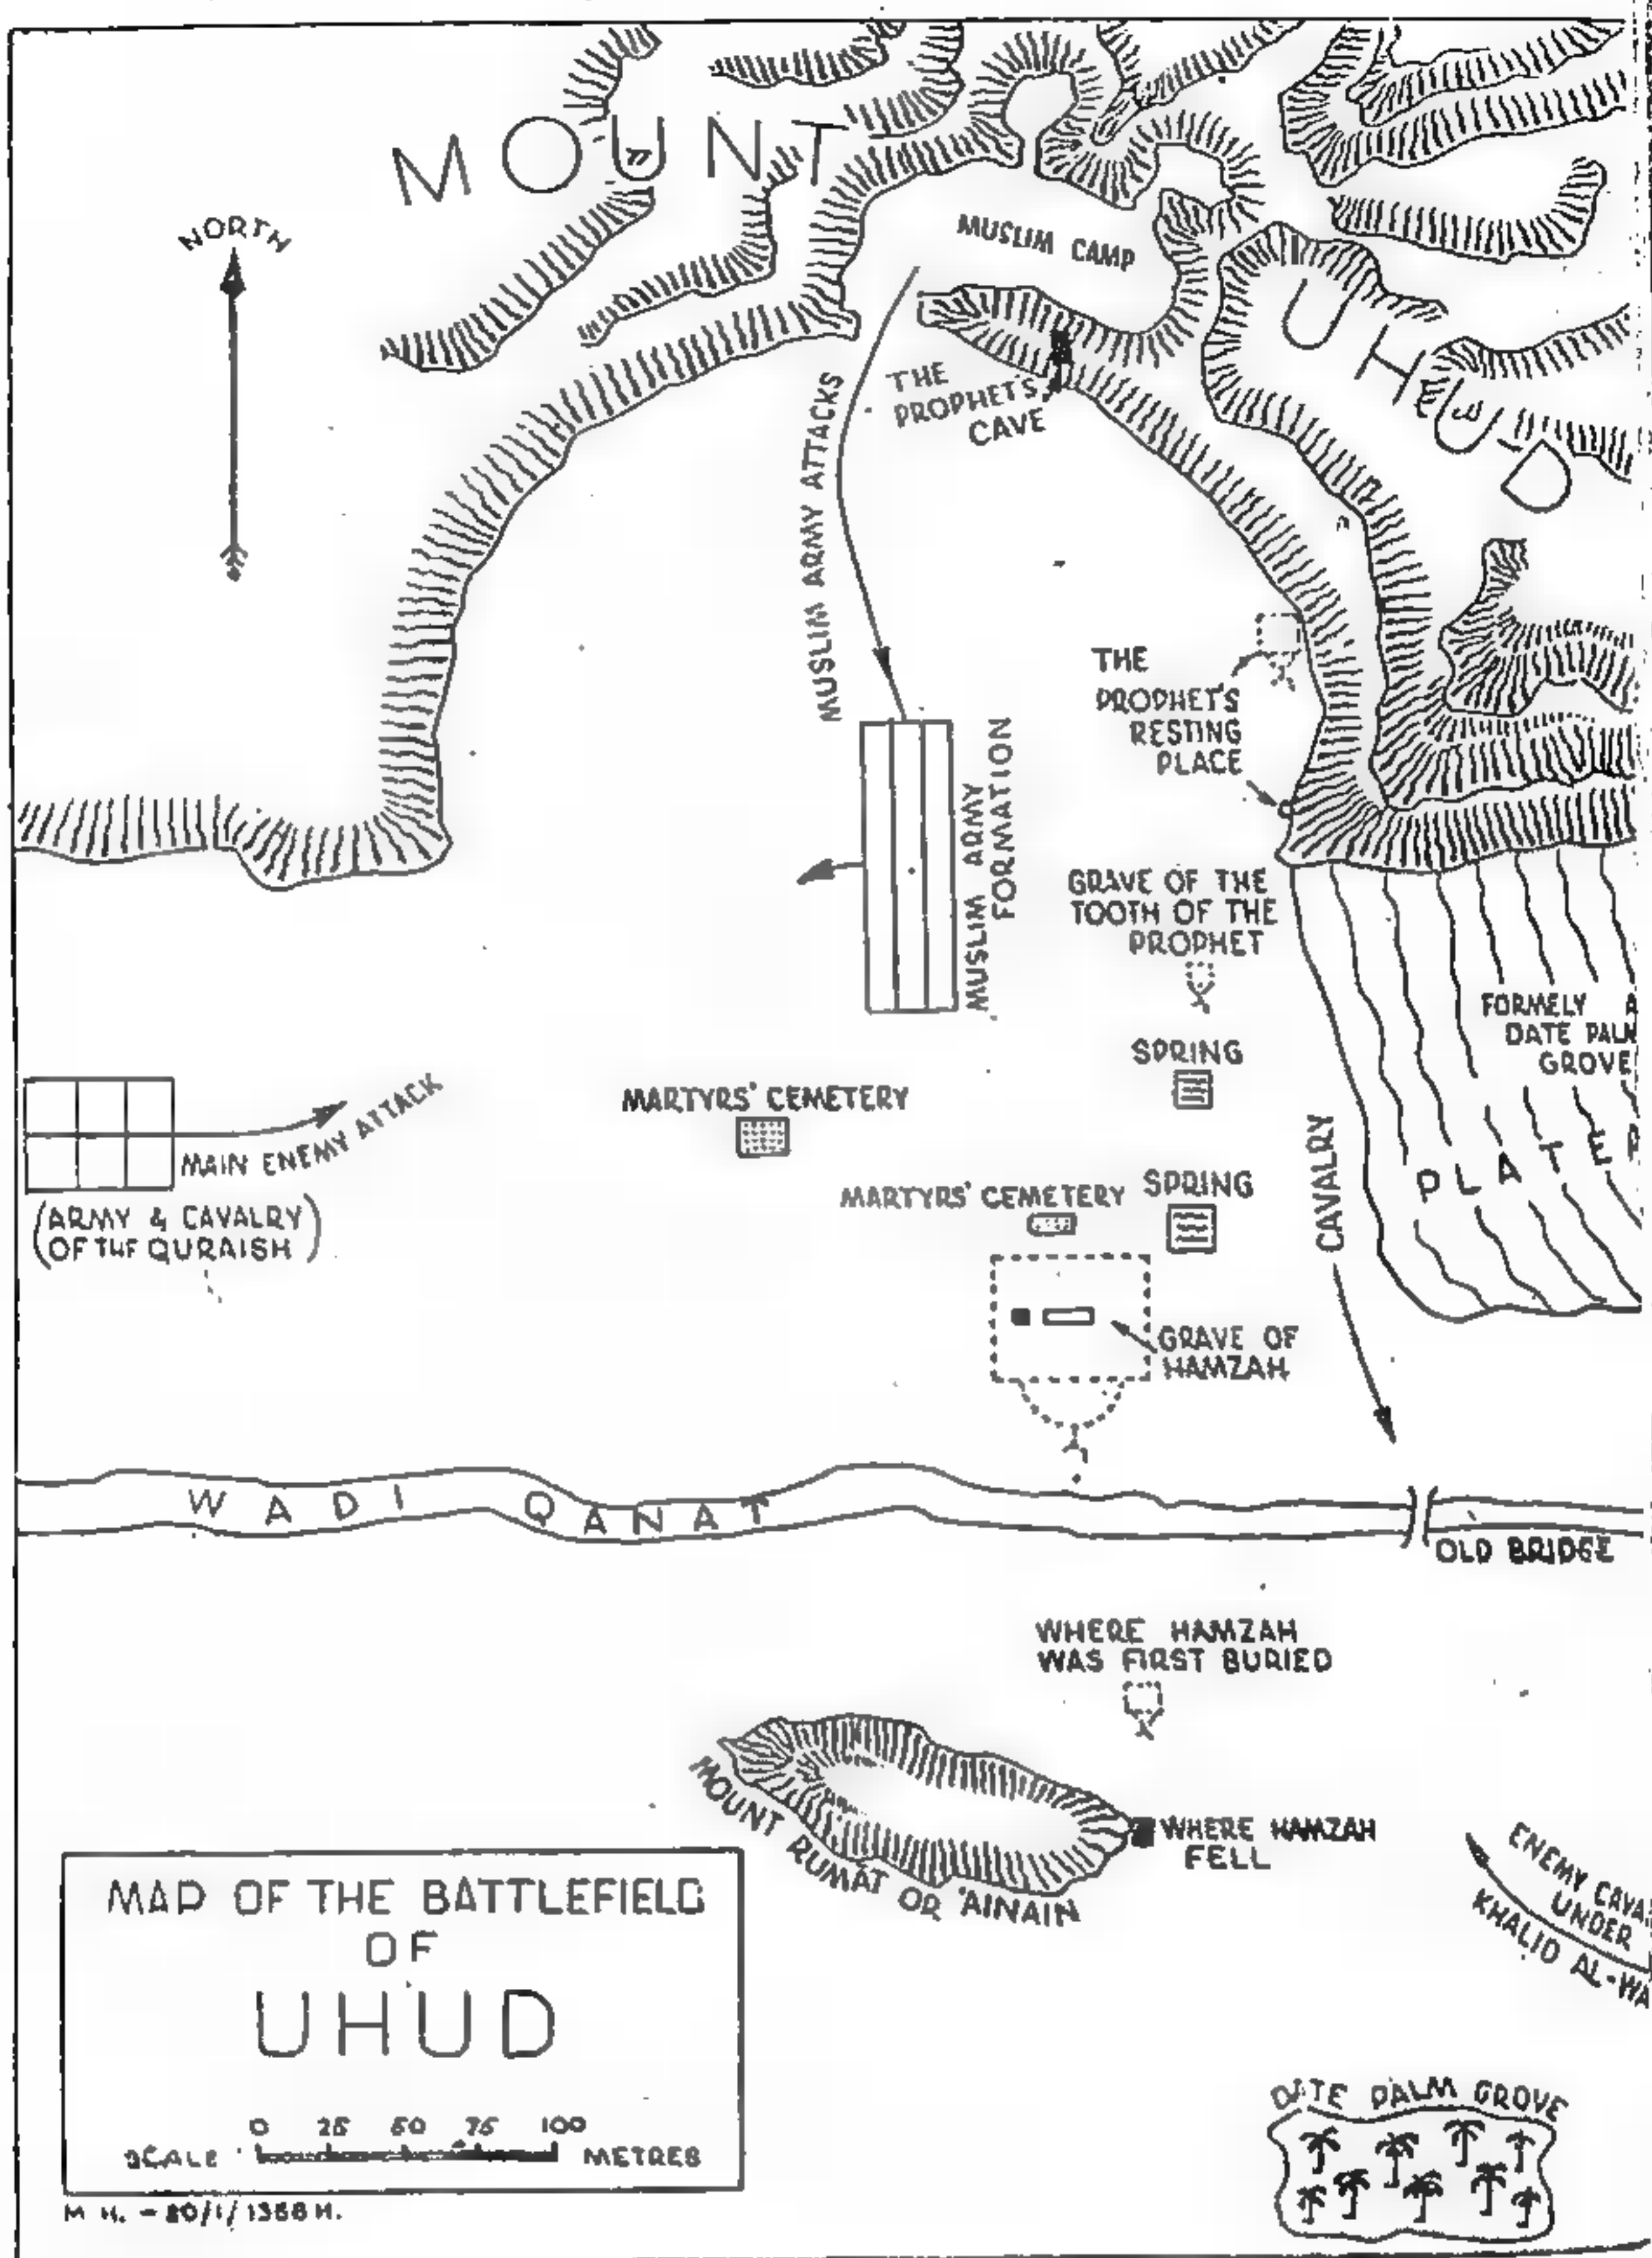 MOUNT
UHUD
NORTH
MUSLIM CAMP
THE
PROPHET'S
CAVE
MUSLIM ARMY ATTACKS
THE
PROPHET'S
RESTING
PLACE
MUSLIM ARMY
FORMATION
GRAVE OF THE
TOOTH OF THE
PROPHET
FORMELY
DATE PALM
GROVE
SPRING
MARTYRS' CEMETERY
MAIN ENEMY ATTACK
(ARMY & CAVALRY
OF THE QURAISH)
MARTYRS' CEMETERY
SPRING
CAVALRY
GRAVE OF
HAMZAH
WADI QANAT
OLD BRIDGE
WHERE HAMZAH
WAS FIRST BURIED
MOUNT RUMAT OR 'AINAIN
WHERE HAMZAH
FELL
ENEMY
UNDER
KHALID AL-WA
MAP OF THE BATTLEFIELD
OF
UHUD
0 25 50 75 100
SCALE METRES
M H.
DATE PALM GROVE